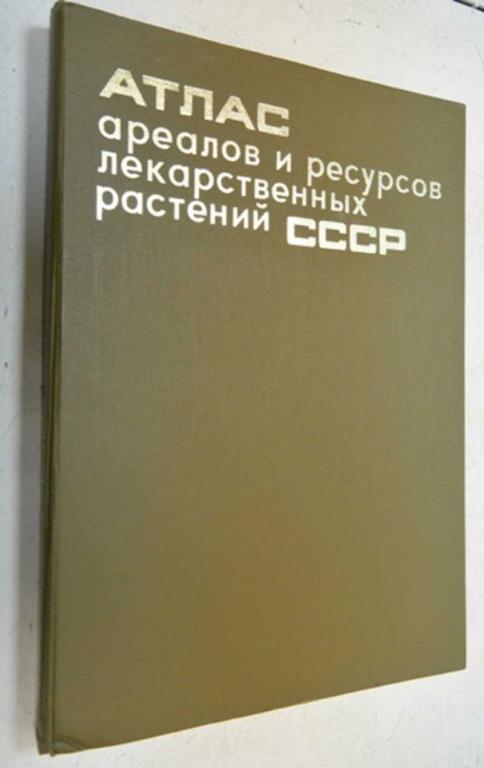 АТЛАС
ареалов и ресурсов
лекарственных
растений СССР